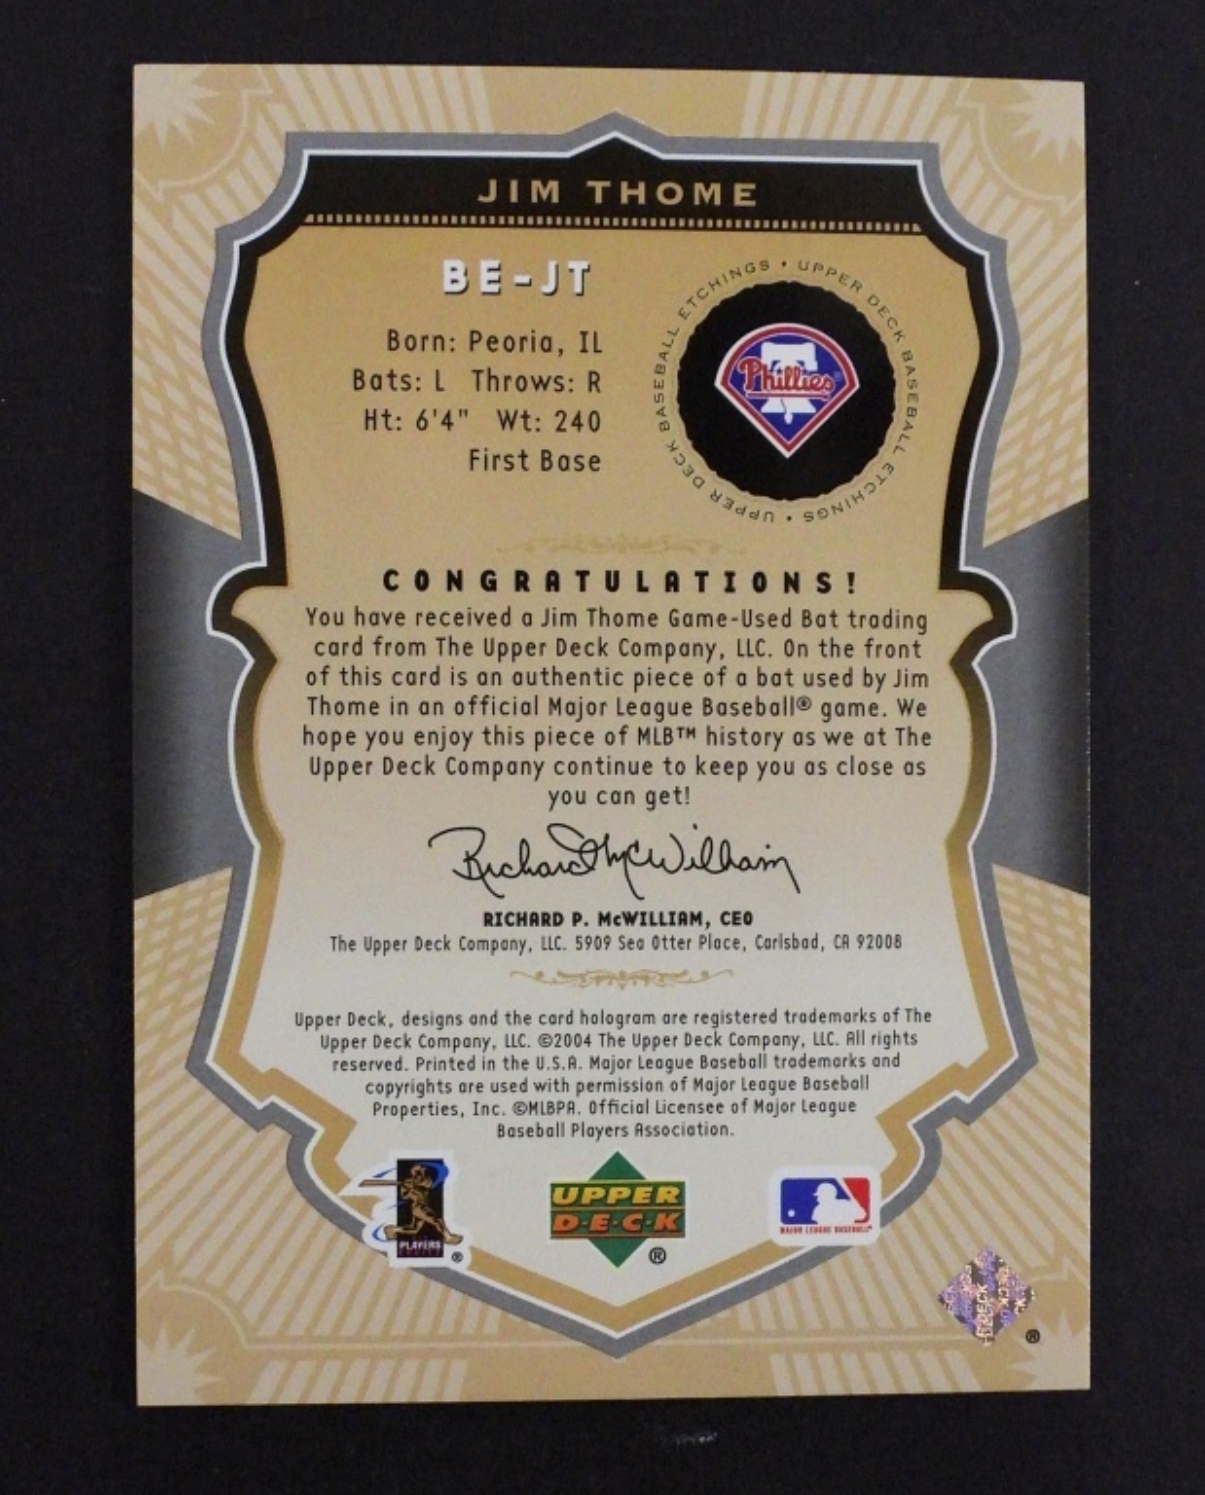 JIM THOME
BE-JT
Born: Peoria, IL
Bats: L Throws: R
Ht: 6'4" Wt: 240
First Base
UPPER DECK BASEBALL ETCHINGS • UPPER DECK BASEBALL ETCHINGS •
Phillies
CONGRATULATIONS!
You have received a Jim Thome Game-Used Bat trading
card from The Upper Deck Company, LLC. On the front
of this card is an authentic piece of a bat used by Jim
Thome in an official Major League Baseball® game. We
hope you enjoy this piece of MLB™ history as we at The
Upper Deck Company continue to keep you as close as
you can get!
Richard McWilliam
RICHARD P. McWILLIAM, CEO
The Upper Deck Company, LLC. 5909 Sea Otter Place, Carlsbad, CA 92008
Upper Deck, designs and the card hologram are registered trademarks of The
Upper Deck Company, LLC. ©2004 The Upper Deck Company, LLC. All rights
reserved. Printed in the U.S.A. Major League Baseball trademarks and
copyrights are used with permission of Major League Baseball
Properties, Inc. ©MLBPA. Official Licensee of Major League
Baseball Players Association.
PLAYERS
®
UPPER
D·E·C·K
®
MAJOR LEAGUE BASEBALL
®